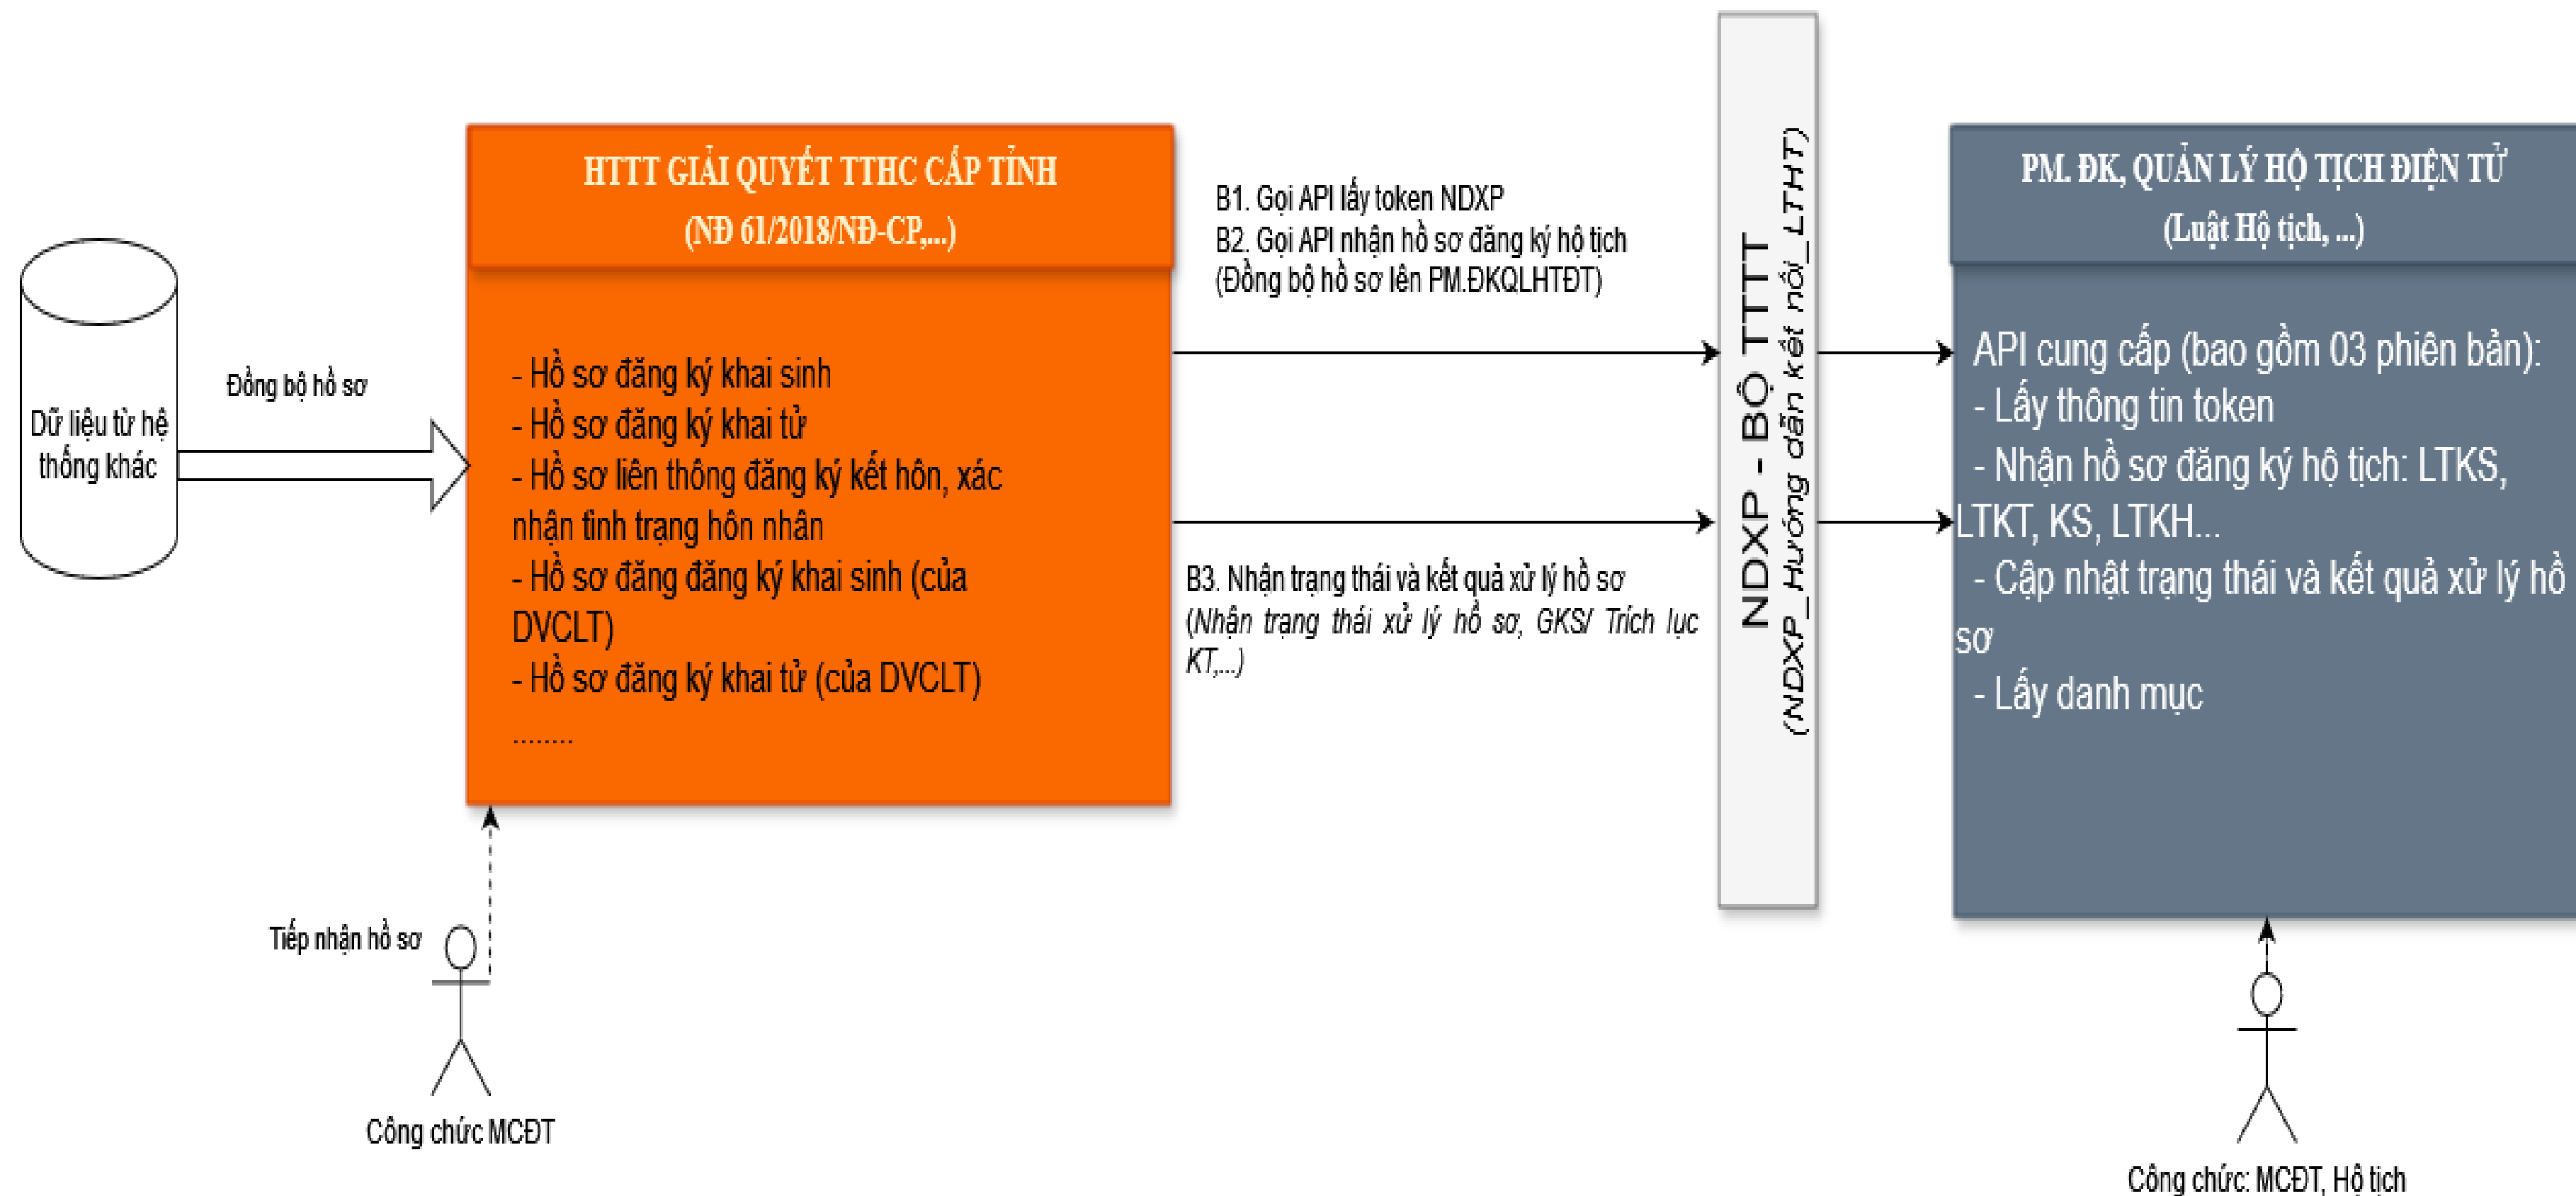 Dữ liệu từ hệ
thống khác
Đồng bộ hồ sơ
HTTT GIẢI QUYẾT TTHC CẤP TỈNH
(NĐ 61/2018/NĐ-CP,...)
- Hồ sơ đăng ký khai sinh
- Hồ sơ đăng ký khai tử
- Hồ sơ liên thông đăng ký kết hôn, xác
nhận tình trạng hôn nhân
- Hồ sơ đăng đăng ký khai sinh (của
DVCLT)
- Hồ sơ đăng ký khai tử (của DVCLT)
........
Tiếp nhận hồ sơ
Công chức MCĐT
B1. Gọi API lấy token NDXP
B2. Gọi API nhận hồ sơ đăng ký hộ tịch
(Đồng bộ hồ sơ lên PM.ĐKQLHTĐT)
B3. Nhận trạng thái và kết quả xử lý hồ sơ
(Nhận trạng thái xử lý hồ sơ, GKS/ Trích lục
KT,...)
NDXP - BỘ TTTT
(NDXP_Hướng dẫn kết nối_LTHT)
PM. ĐK, QUẢN LÝ HỘ TỊCH ĐIỆN TỬ
(Luật Hộ tịch, ...)
API cung cấp (bao gồm 03 phiên bản):
- Lấy thông tin token
- Nhận hồ sơ đăng ký hộ tịch: LTKS,
LTKT, KS, LTKH...
- Cập nhật trạng thái và kết quả xử lý hồ
sơ
- Lấy danh mục
Công chức: MCĐT, Hộ tịch